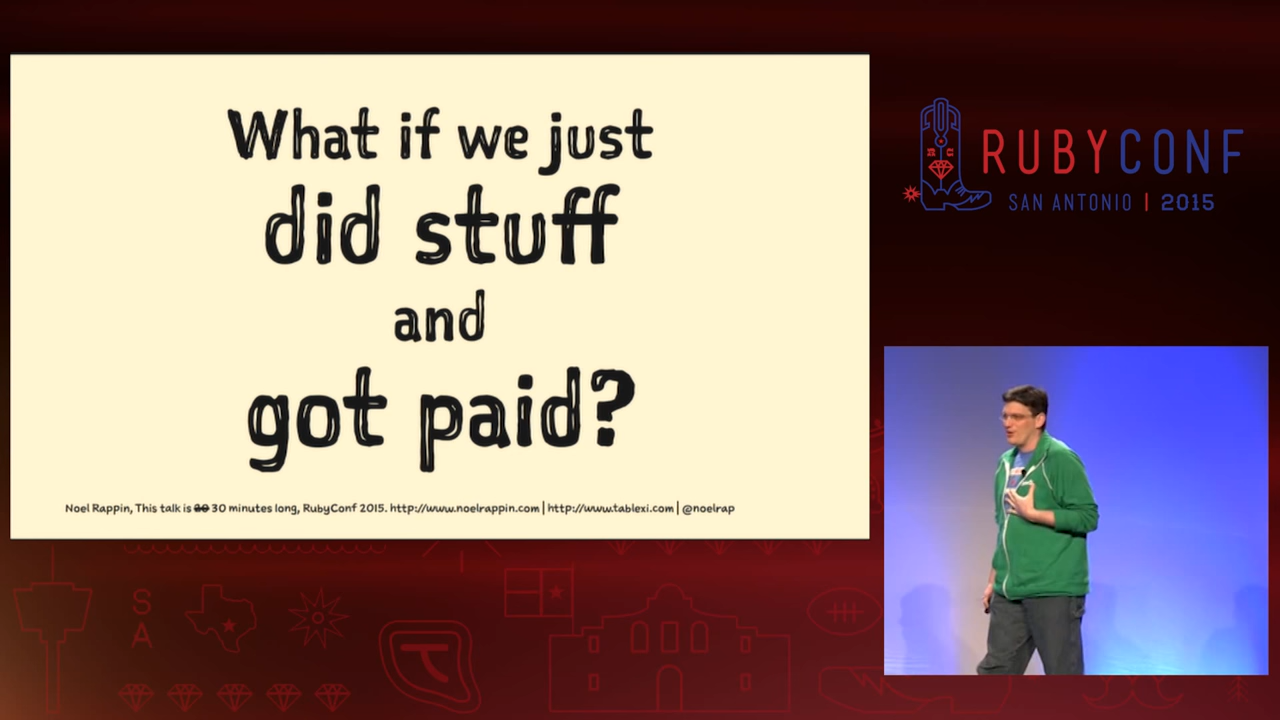 What if we just
did stuff
and
got paid?
Noel Rappin, This talk is 20 30 minutes long, RubyConf 2015. http://www.noelrappin.com | http://www.tablexi.com | @noelrap
RUBYCONF
SAN ANTONIO | 2015
S
A